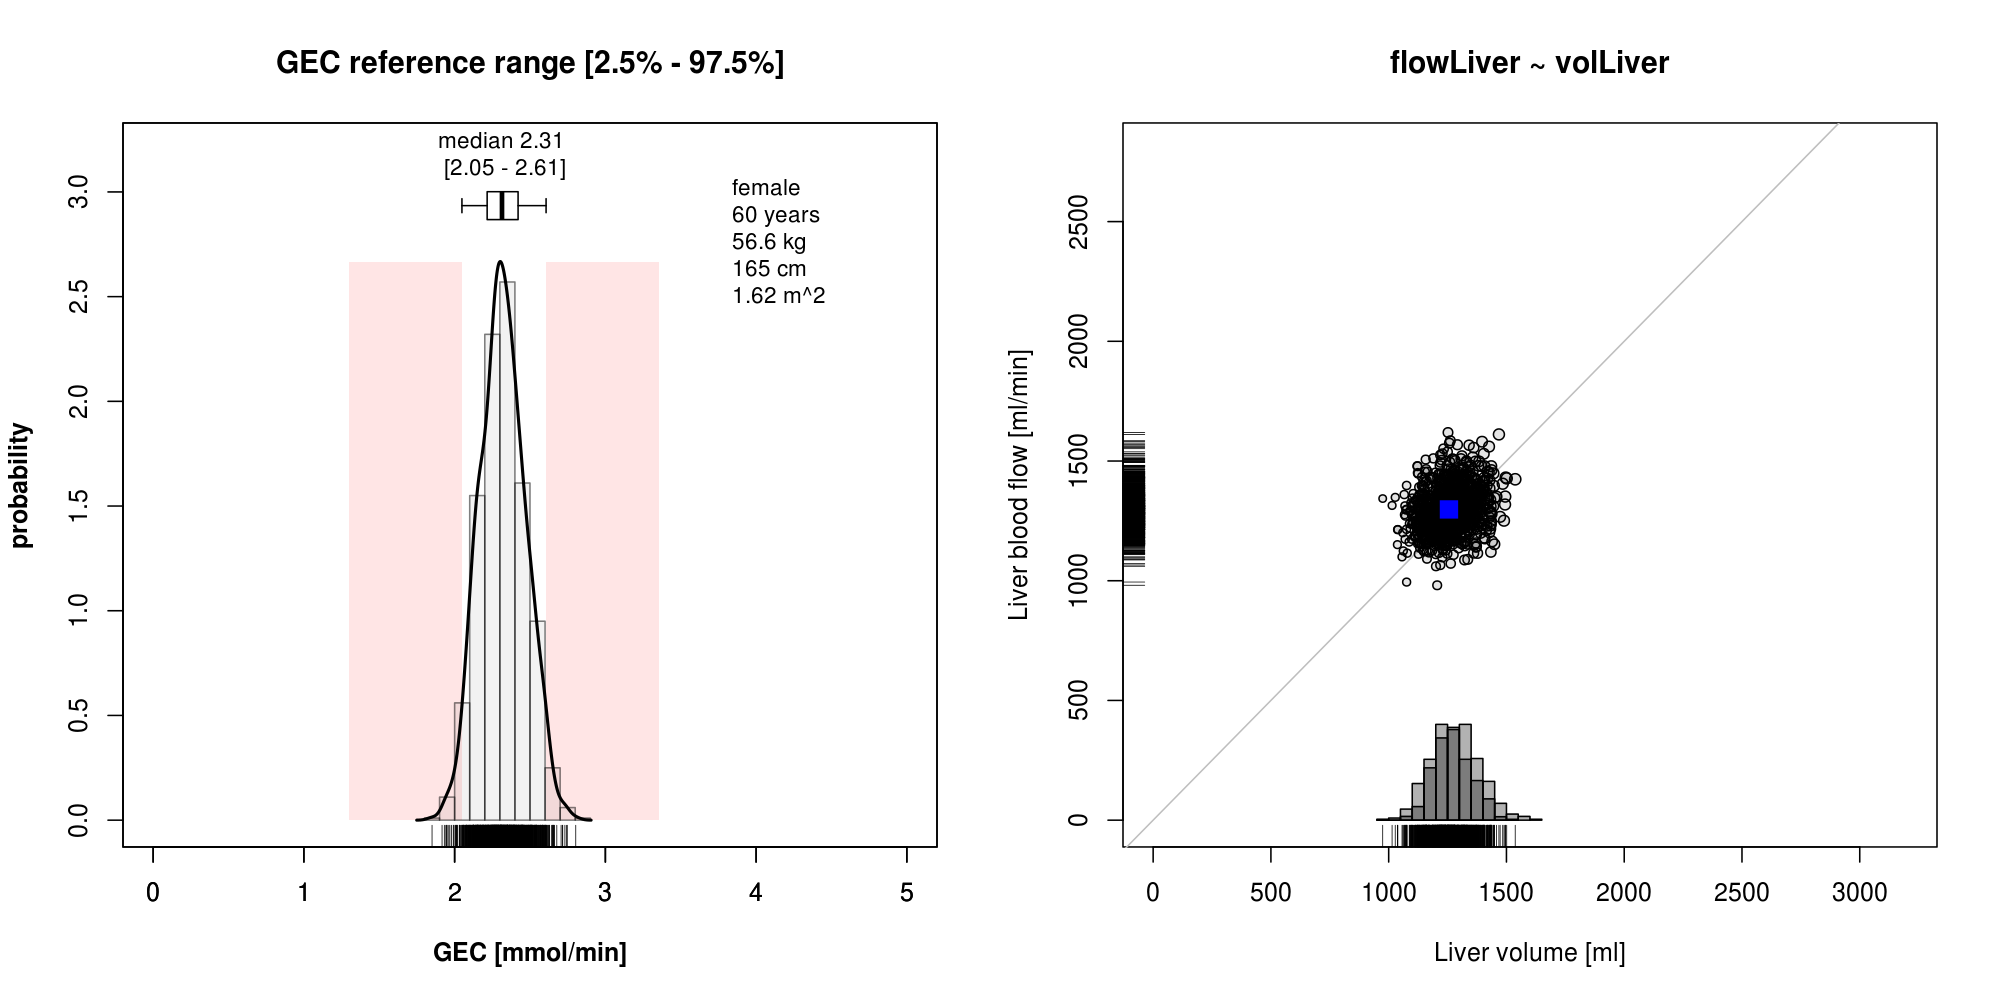 GEC reference range [2.5% - 97.5%]
median 2.31
[2.05 - 2.61]
female
60 years
56.6 kg
165 cm
1.62 m^2
probability
3.0
2.5
2.0
1.5
1.0
0.5
0.0
0 1 2 3 4 5
GEC [mmol/min]
flowLiver ~ volLiver
Liver blood flow [ml/min]
2500
2000
1500
1000
500
0
0 500 1000 1500 2000 2500 3000
Liver volume [ml]